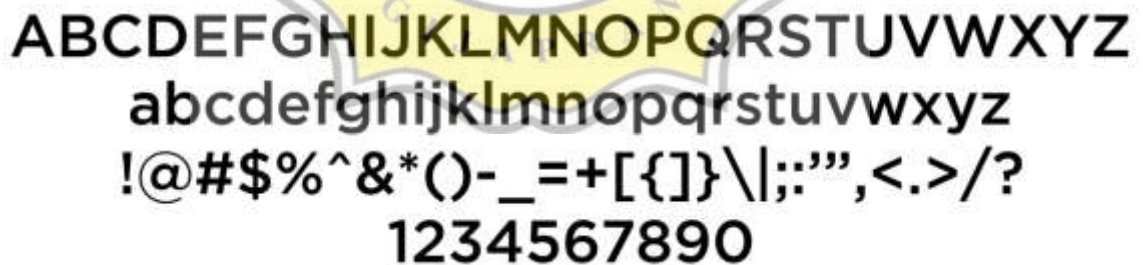 ABCDEFGHIJKLMNOPQRSTUVWXYZ
abcdefghijklmnopqrstuvwxyz
!@#$%^&*()-_=+[{]}\|;:’”,<.>/?
1234567890